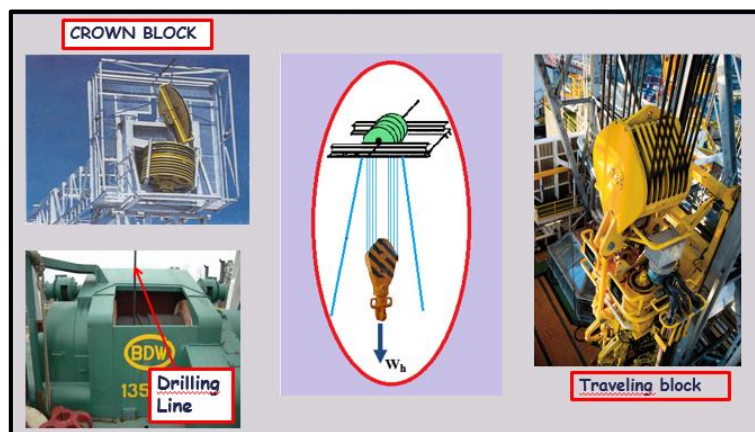 CROWN BLOCK
BDW
135
Drilling
Line
Wh
Traveling block